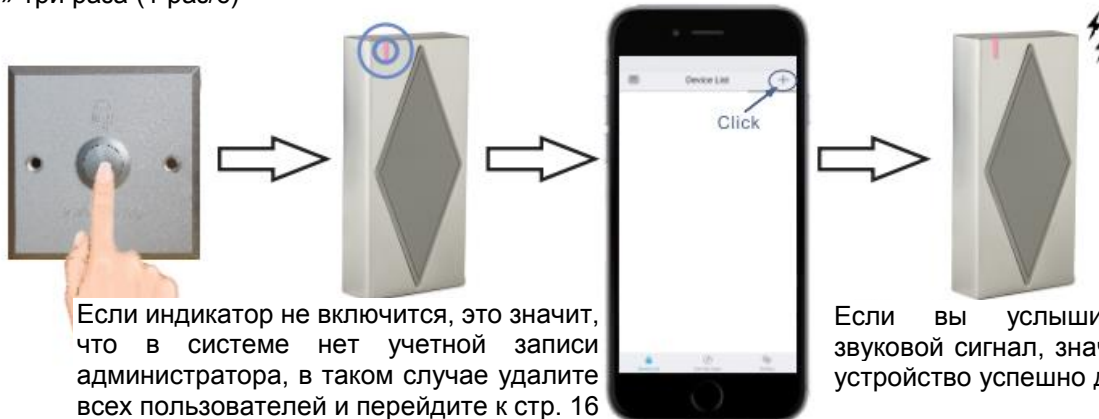 » три раза (1 раз/с)
Device List
Click
Если индикатор не включится, это значит,
что в системе нет учетной записи
администратора, в таком случае удалите
всех пользователей и перейдите к стр. 16
Если вы услыши
звуковой сигнал, знач
устройство успешно д